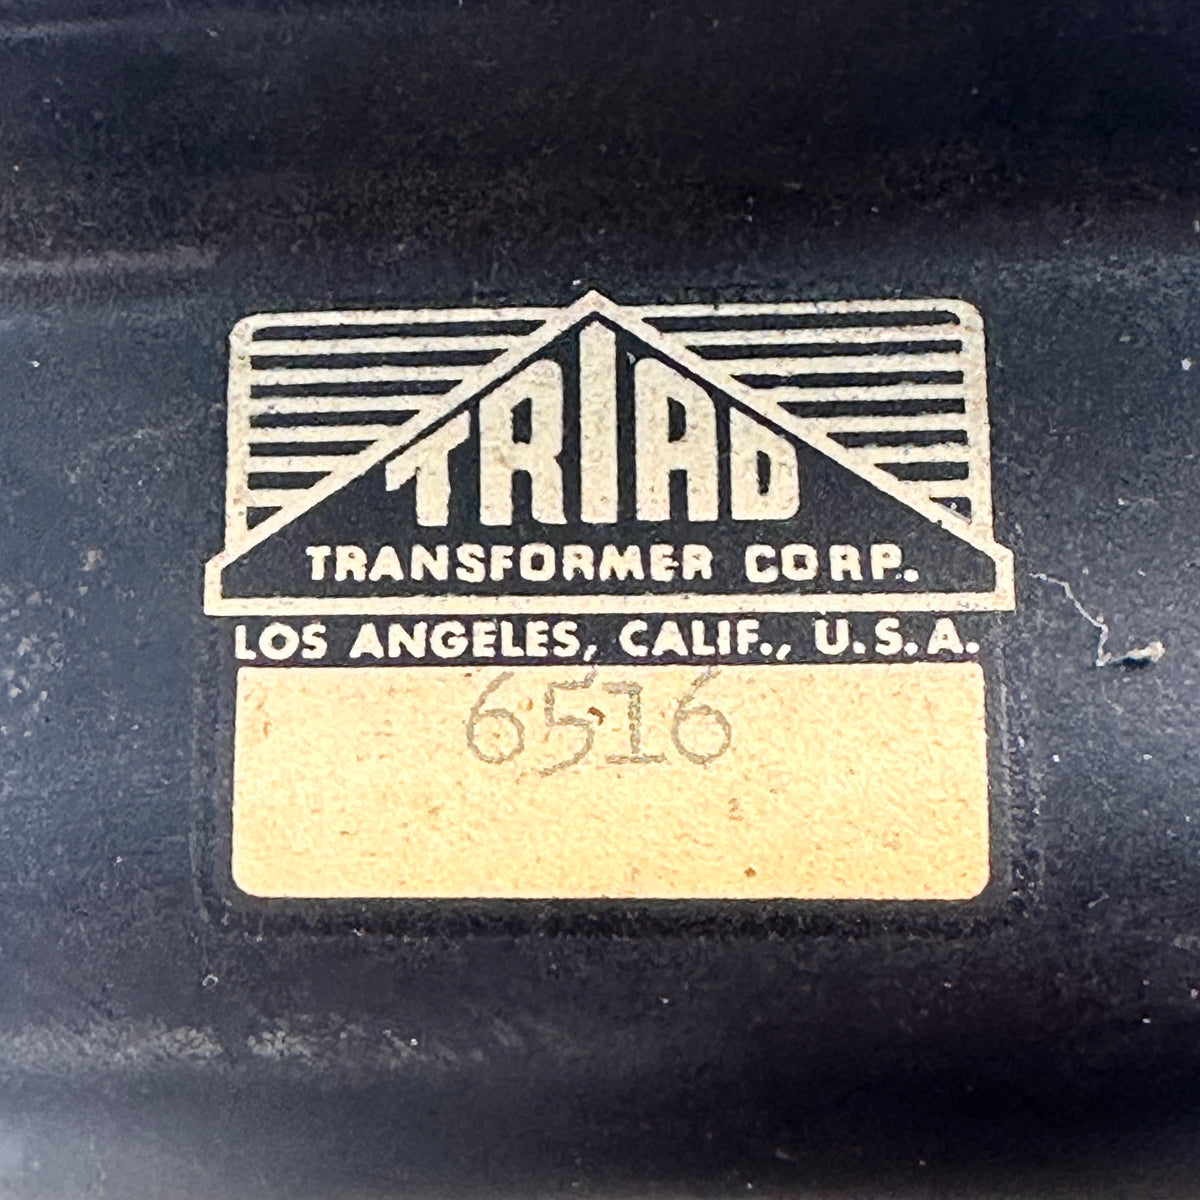 TRIAD
TRANSFORMER CORP.
LOS ANGELES, CALIF., U.S.A.
6516